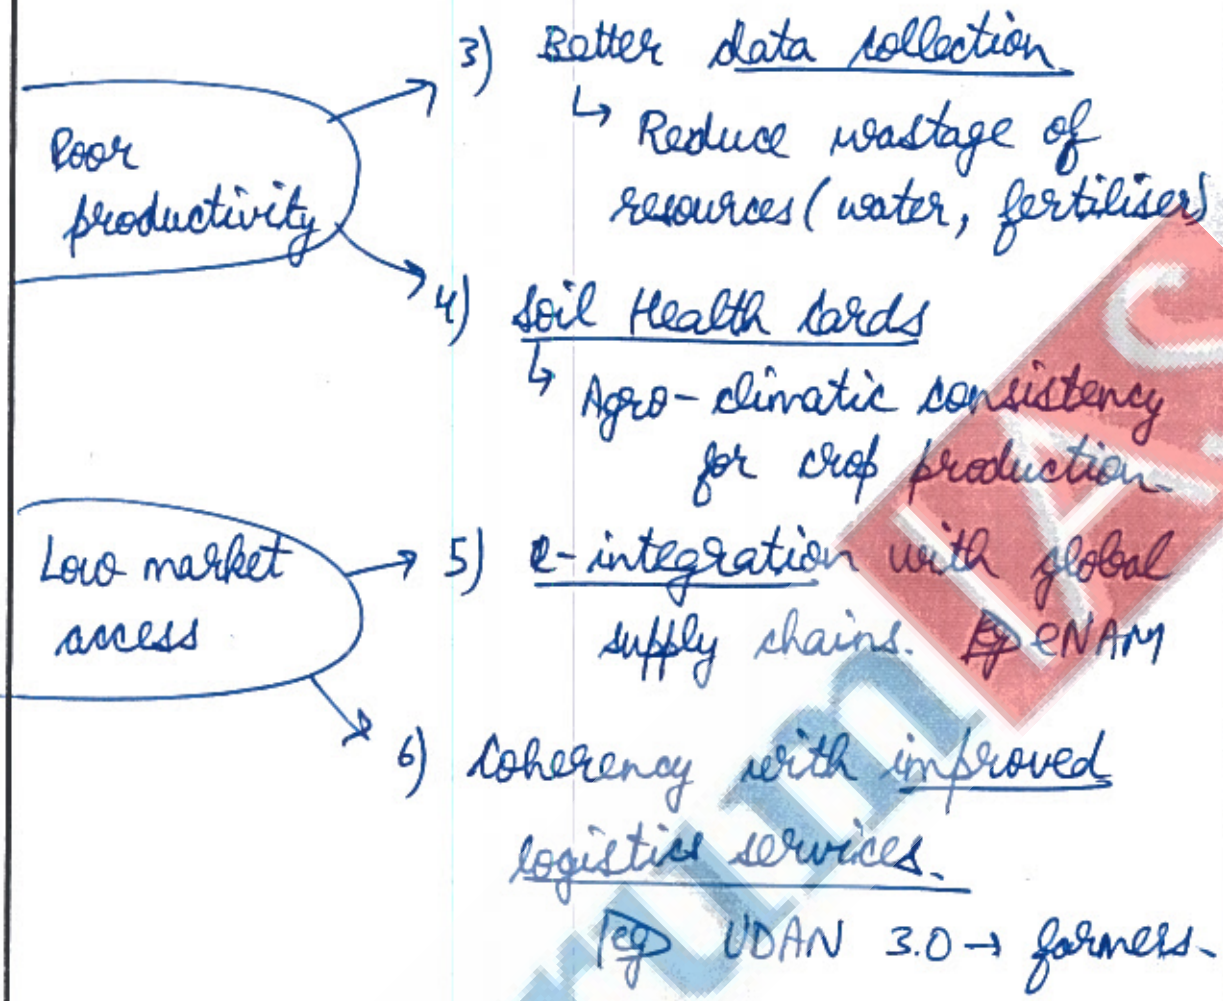 3) Better data collection
↳ Reduce wastage of
resources (water, fertiliser)
Poor
productivity
4) Soil Health Cards
↳ Agro-climatic consistency
for crop production.
Low market
access
5) e-integration with global
supply chains. Eg eNAM
6) Coherency with improved
logistics services.
eg UDAN 3.0 → farmers.
rum IAS